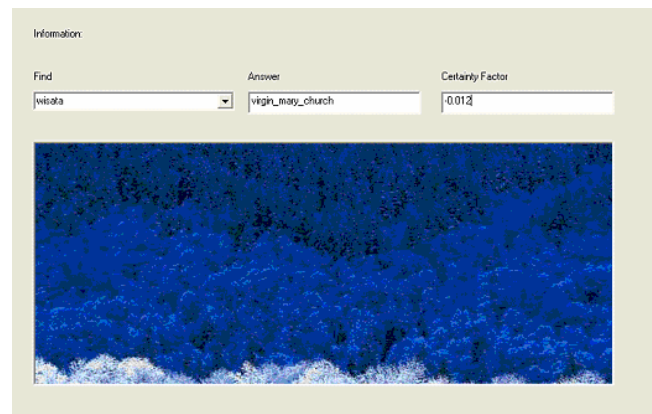 Information:
Find Answer Certainty Factor
wisata virgin_mary_church -0.012